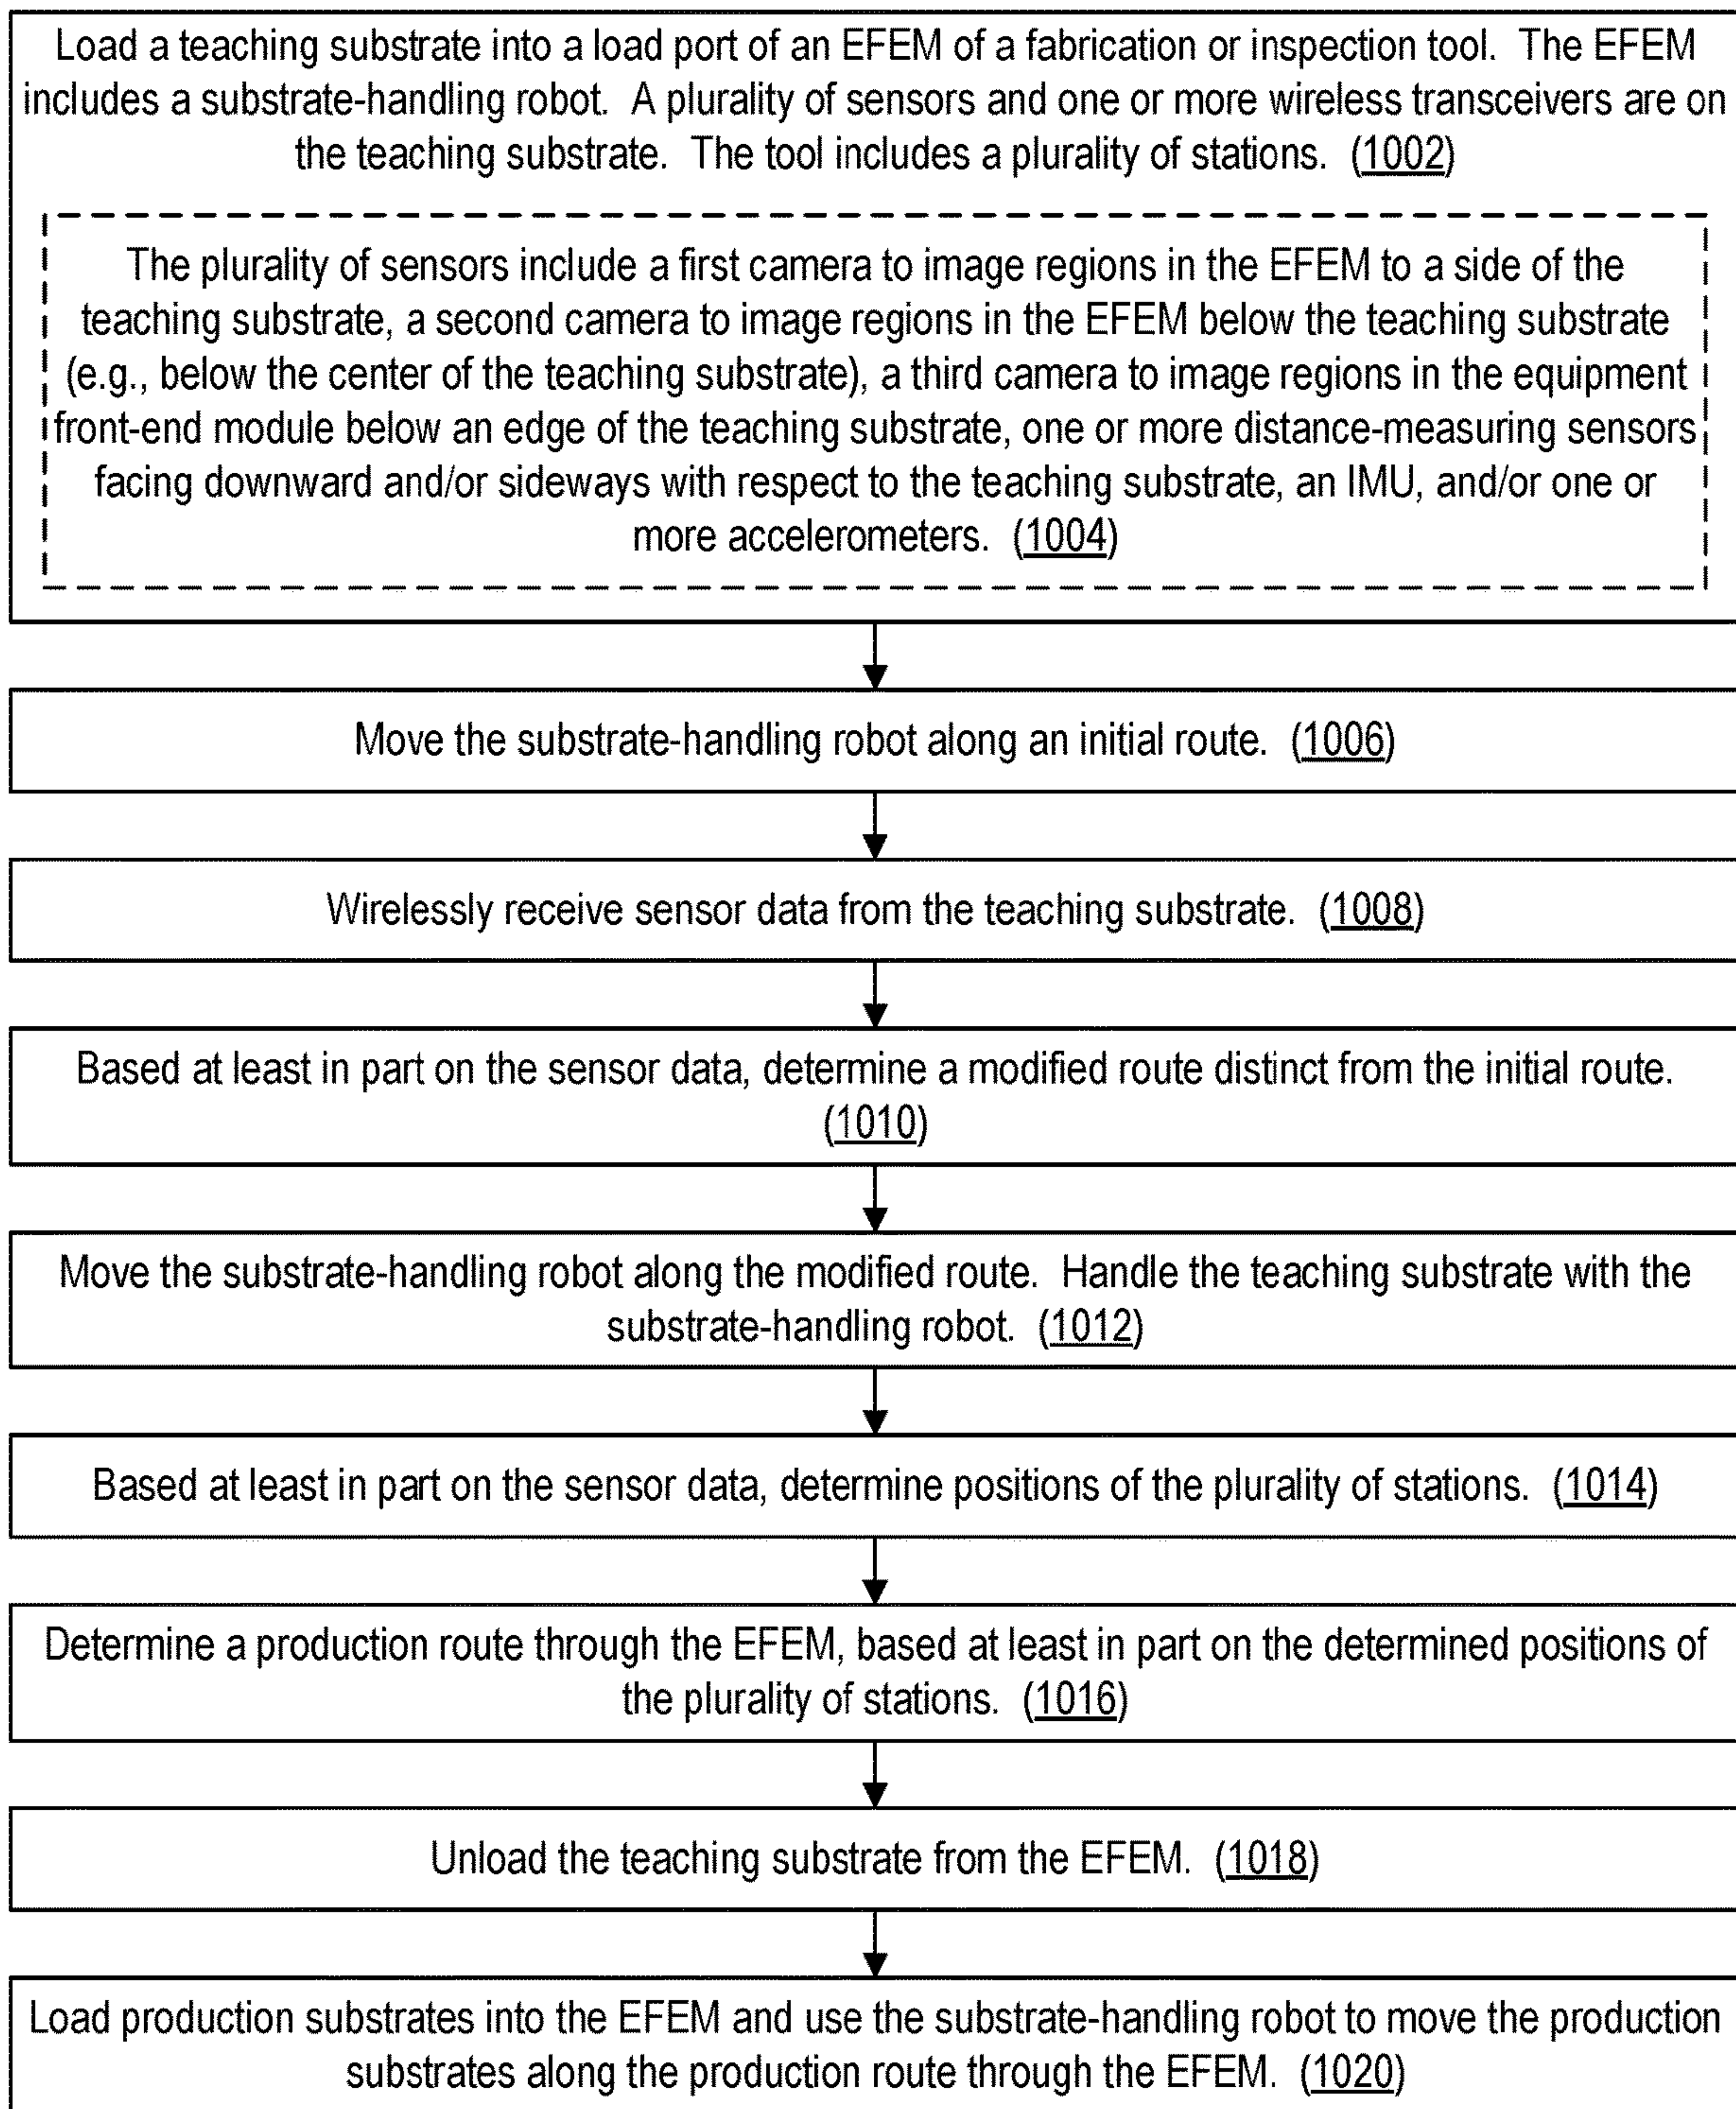 Load a teaching substrate into a load port of an EFEM of a fabrication or inspection tool. The EFEM
includes a substrate-handling robot. A plurality of sensors and one or more wireless transceivers are on
the teaching substrate. The tool includes a plurality of stations. (1002)
The plurality of sensors include a first camera to image regions in the EFEM to a side of the
teaching substrate, a second camera to image regions in the EFEM below the teaching substrate
(e.g., below the center of the teaching substrate), a third camera to image regions in the equipment
front-end module below an edge of the teaching substrate, one or more distance-measuring sensors
facing downward and/or sideways with respect to the teaching substrate, an IMU, and/or one or
more accelerometers. (1004)
Move the substrate-handling robot along an initial route. (1006)
Wirelessly receive sensor data from the teaching substrate. (1008)
Based at least in part on the sensor data, determine a modified route distinct from the initial route.
(1010)
Move the substrate-handling robot along the modified route. Handle the teaching substrate with the
substrate-handling robot. (1012)
Based at least in part on the sensor data, determine positions of the plurality of stations. (1014)
Determine a production route through the EFEM, based at least in part on the determined positions of
the plurality of stations. (1016)
Unload the teaching substrate from the EFEM. (1018)
Load production substrates into the EFEM and use the substrate-handling robot to move the production
substrates along the production route through the EFEM. (1020)